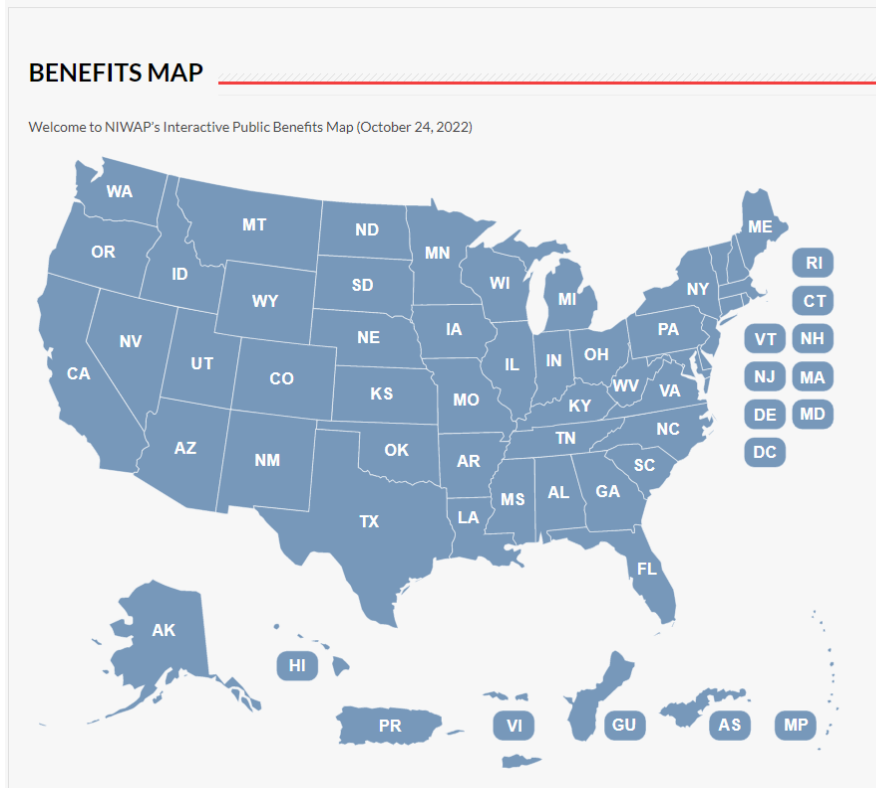 BENEFITS MAP
Welcome to NIWAP's Interactive Public Benefits Map (October 24, 2022)
WA
MT
ND
MN
ME
OR
ID
WY
SD
WI
MI
NY
RI
CT
NV
UT
CO
NE
IA
IL
IN
OH
PA
VT
NH
CA
KS
MO
KY
WV
VA
NJ
MA
AZ
NM
OK
AR
TN
NC
DE
MD
DC
TX
LA
MS
AL
GA
SC
FL
AK
HI
PR
VI
GU
AS
MP